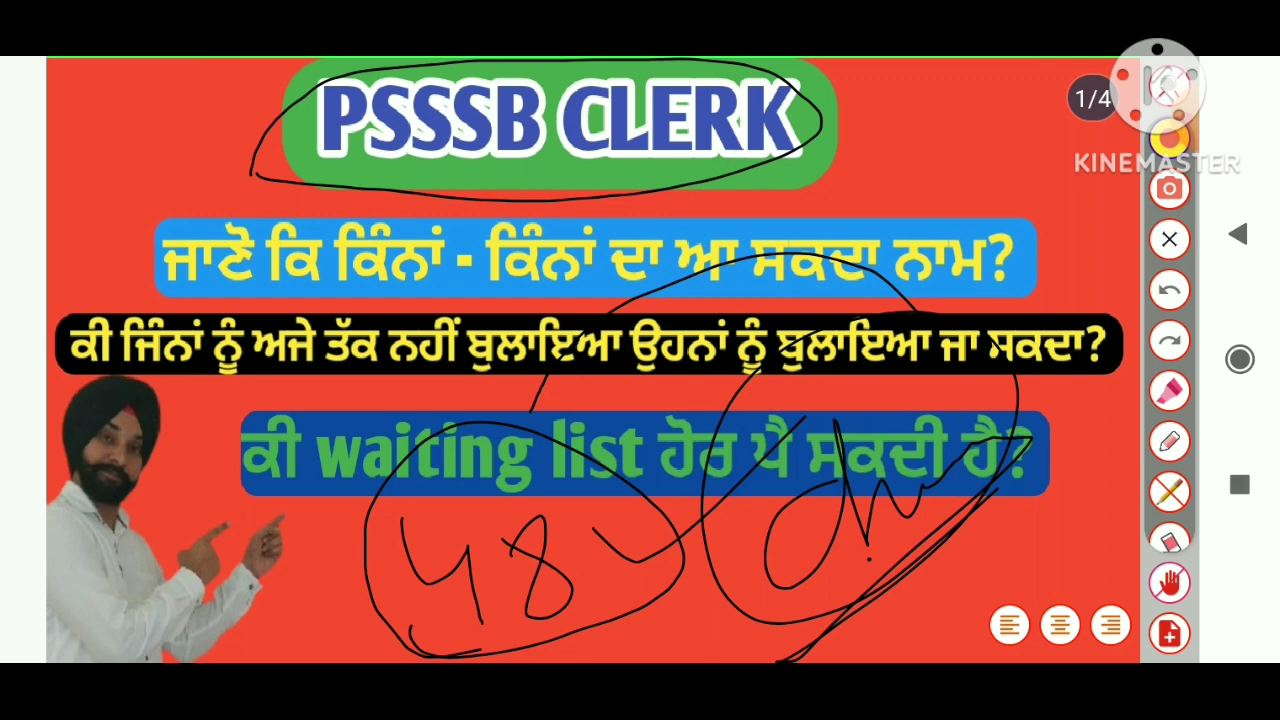 PSSSB CLERK
1/4
KINEMASTER
ਜਾਣੋ ਕਿ ਕਿੰਨਾਂ - ਕਿੰਨਾਂ ਦਾ ਆ ਸਕਦਾ ਨਾਮ?
ਕੀ ਜਿੰਨਾਂ ਨੂੰ ਅਜੇ ਤੱਕ ਨਹੀਂ ਬੁਲਾਇਆ ਉਹਨਾਂ ਨੂੰ ਬੁਲਾਇਆ ਜਾ ਸਕਦਾ?
ਕੀ waiting list ਹੋਰ ਪੈ ਸਕਦੀ ਹੈ?
48